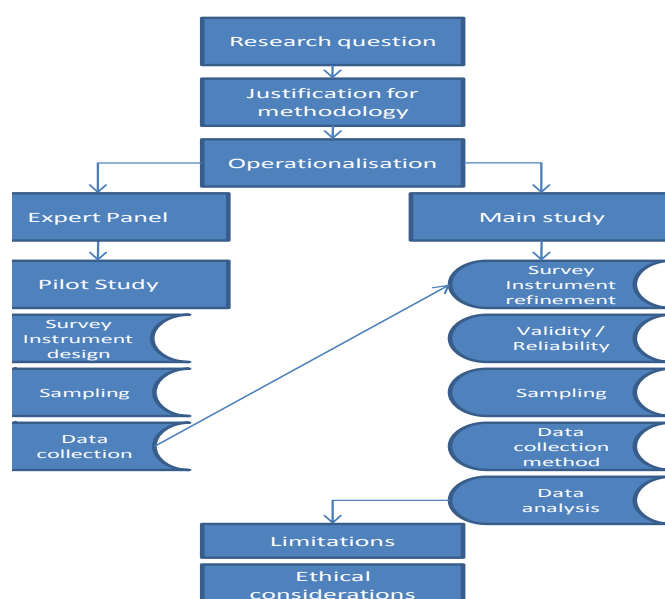 Research question
Justification for
methodology
Operationalisation
Expert Panel
Main study
Pilot Study
Survey
Instrument
design
Sampling
Data
collection
Survey
Instrument
refinement
Validity /
Reliability
Sampling
Data
collection
method
Data
analysis
Limitations
Ethical
considerations